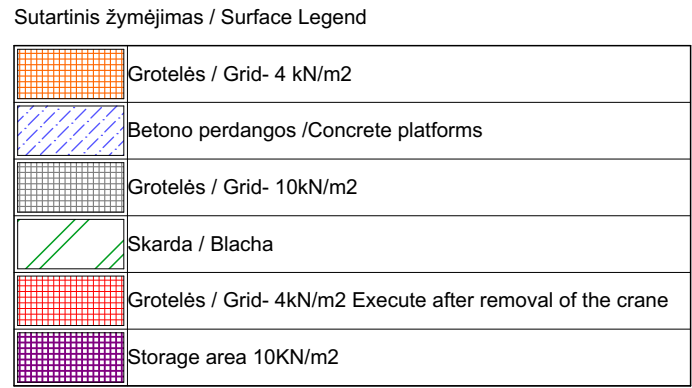 Sutartinis žymėjimas / Surface Legend
Grotelės / Grid- 4 kN/m2
Betono perdangos /Concrete platforms
Grotelės / Grid- 10kN/m2
Skarda / Blacha
Grotelės / Grid- 4kN/m2 Execute after removal of the crane
Storage area 10KN/m2